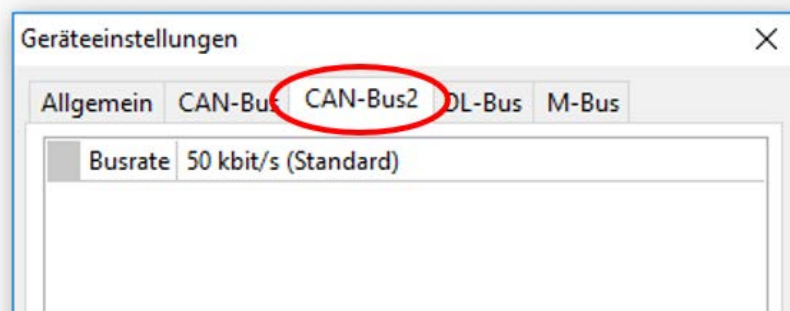 Geräteeinstellungen
Allgemein CAN-Bus CAN-Bus2 DL-Bus M-Bus
Busrate 50 kbit/s (Standard)